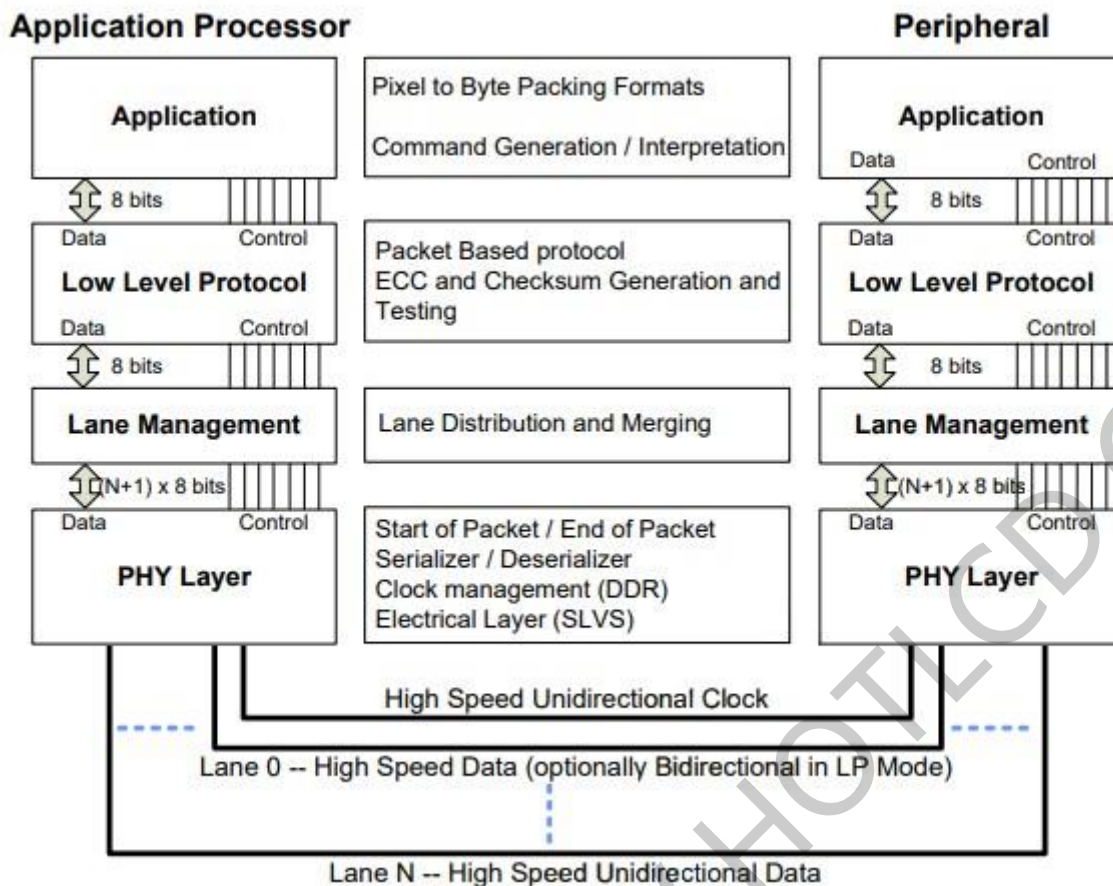 Application Processor
Peripheral
Application
Pixel to Byte Packing Formats
Command Generation / Interpretation
Application
Data Control
8 bits
8 bits
Data Control
Low Level Protocol
Data Control
Packet Based protocol
ECC and Checksum Generation and
Testing
Data Control
Low Level Protocol
Data Control
8 bits
8 bits
Lane Management
Lane Distribution and Merging
Lane Management
(N+1) x 8 bits
(N+1) x 8 bits
Data Control
PHY Layer
Start of Packet / End of Packet
Serializer / Deserializer
Clock management (DDR)
Electrical Layer (SLVS)
Data Control
PHY Layer
High Speed Unidirectional Clock
Lane 0 -- High Speed Data (optionally Bidirectional in LP Mode)
Lane N -- High Speed Unidirectional Data
HOTLCD